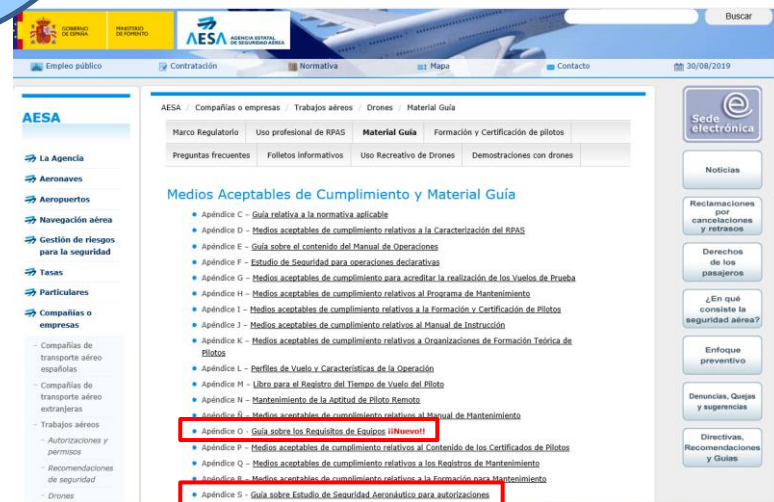 GOBIERNO
DE ESPAÑA
MINISTERIO
DE FOMENTO
AESA AGENCIA ESTATAL
DE SEGURIDAD AÉREA
Buscar
Empleo público
Contratación
Normativa
Mapa
Contacto
30/08/2019
AESA
La Agencia
Aeronaves
Aeropuertos
Navegación aérea
Gestión de riesgos
para la seguridad
Tasas
Particulares
Compañías o
empresas
- Compañías de
transporte aéreo
españolas
- Compañías de
transporte aéreo
extranjeras
- Trabajos aéreos
- Autorizaciones y
permisos
- Recomendaciones
de seguridad
- Drones
AESA / Compañías o empresas / Trabajos aéreos / Drones / Material Guía
Marco Regulatorio Uso profesional de RPAS Material Guía Formación y Certificación de pilotos
Preguntas frecuentes Folletos informativos Uso Recreativo de Drones Demostraciones con drones
Medios Aceptables de Cumplimiento y Material Guía
• Apéndice C – Guía relativa a la normativa aplicable
• Apéndice D – Medios aceptables de cumplimiento relativos a la Caracterización del RPAS
• Apéndice E – Guía sobre el contenido del Manual de Operaciones
• Apéndice F – Estudio de Seguridad para operaciones declarativas
• Apéndice G – Medios aceptables de cumplimiento para acreditar la realización de los Vuelos de Prueba
• Apéndice H – Medios aceptables de cumplimiento relativos al Programa de Mantenimiento
• Apéndice I – Medios aceptables de cumplimiento relativos a la Formación y Certificación de Pilotos
• Apéndice J – Medios aceptables de cumplimiento relativos al Manual de Instrucción
• Apéndice K – Medios aceptables de cumplimiento relativos a Organizaciones de Formación Teórica de
Pilotos
• Apéndice L – Perfiles de Vuelo y Características de la Operación
• Apéndice M – Libro para el Registro del Tiempo de Vuelo del Piloto
• Apéndice N – Mantenimiento de la Aptitud de Piloto Remoto
• Apéndice Ñ – Medios aceptables de cumplimiento relativos al Manual de Mantenimiento
• Apéndice O - Guía sobre los Requisitos de Equipos ¡¡Nuevo!!
• Apéndice P – Medios aceptables de cumplimiento relativos al Contenido de los Certificados de Pilotos
• Apéndice Q – Medios aceptables de cumplimiento relativos a los Registros de Mantenimiento
• Apéndice R – Medios aceptables de cumplimiento relativos a la Formación para Mantenimiento
• Apéndice S - Guía sobre Estudio de Seguridad Aeronáutico para autorizaciones
Sede
electrónica
Noticias
Reclamaciones
por
cancelaciones
y retrasos
Derechos
de los
pasajeros
¿En qué
consiste la
seguridad aérea?
Enfoque
preventivo
Denuncias, Quejas
y sugerencias
Directivas,
Recomendaciones
y Guías